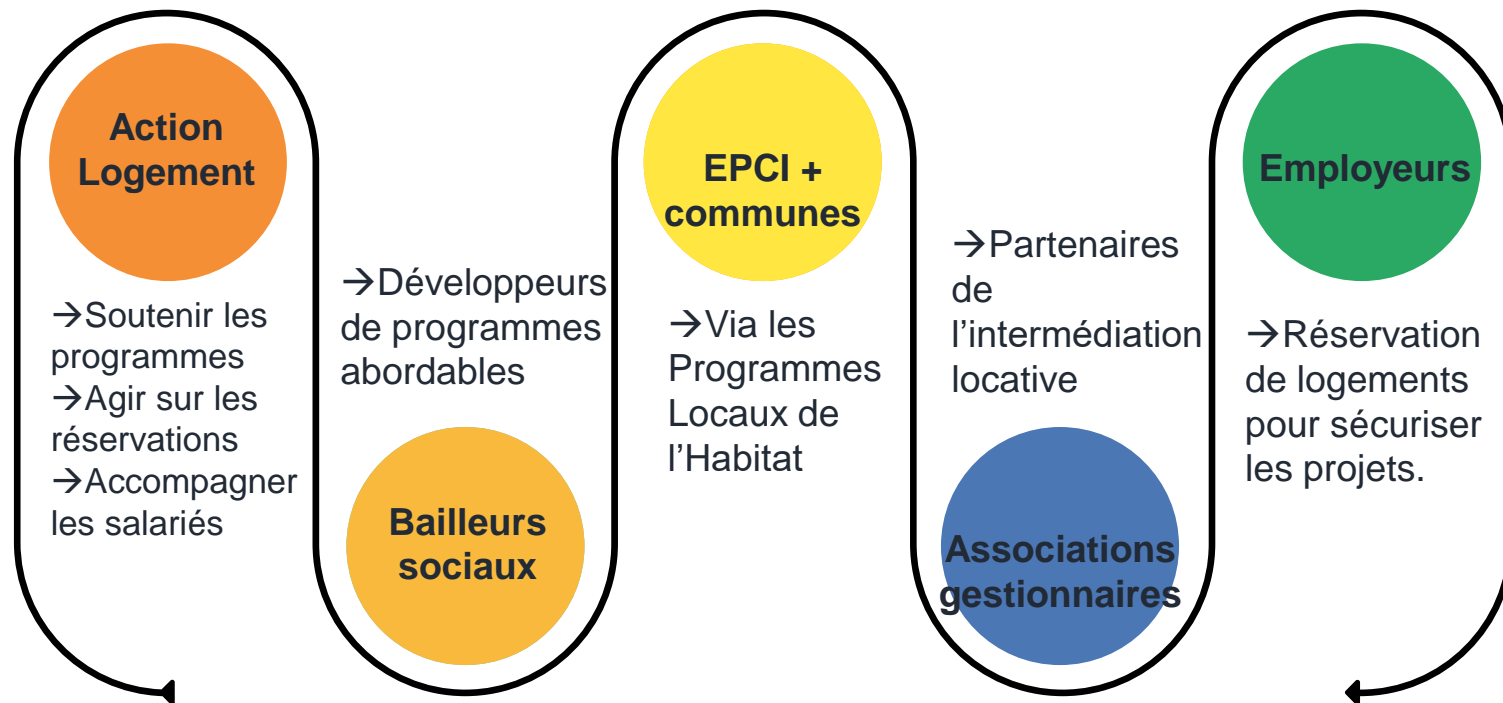 Action
Logement
→Soutenir les
programmes
→Agir sur les
réservations
→Accompagner
les salariés
→Développeurs
de programmes
abordables
Bailleurs
sociaux
EPCI +
communes
→Via les
Programmes
Locaux de
l’Habitat
→Partenaires
de
l’intermédiation
locative
Associations
gestionnaires
Employeurs
→Réservation
de logements
pour sécuriser
les projets.